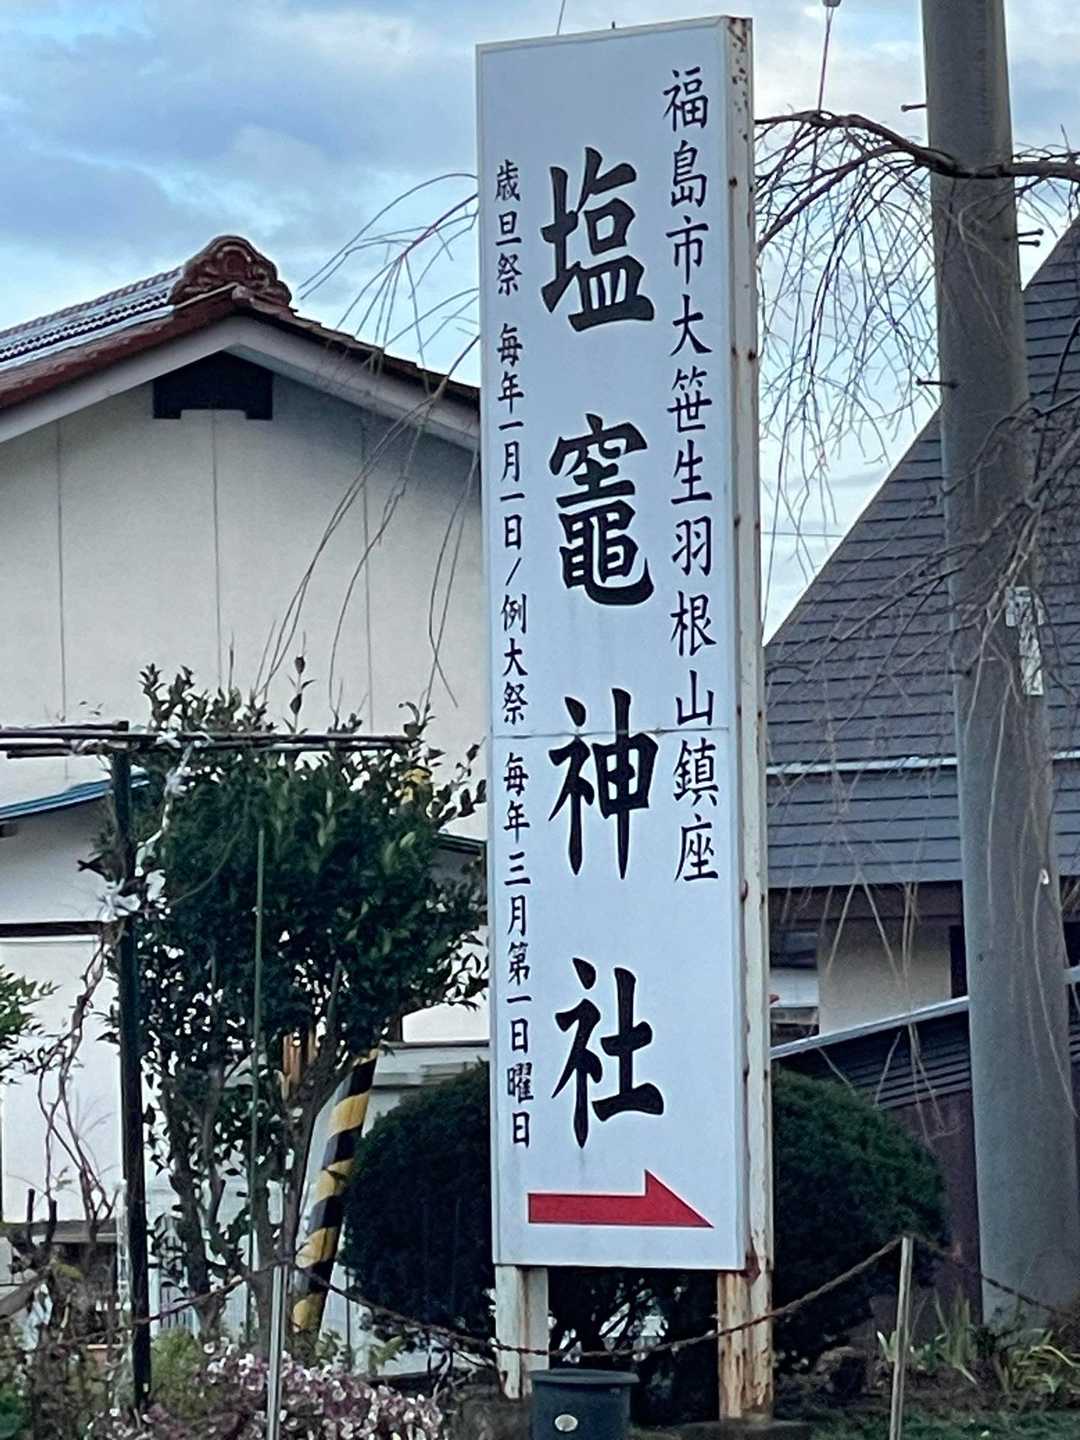 福島市大笹生羽根山鎮座
塩竈神社
歳旦祭 毎年一月一日/例大祭 毎年三月第一日曜日